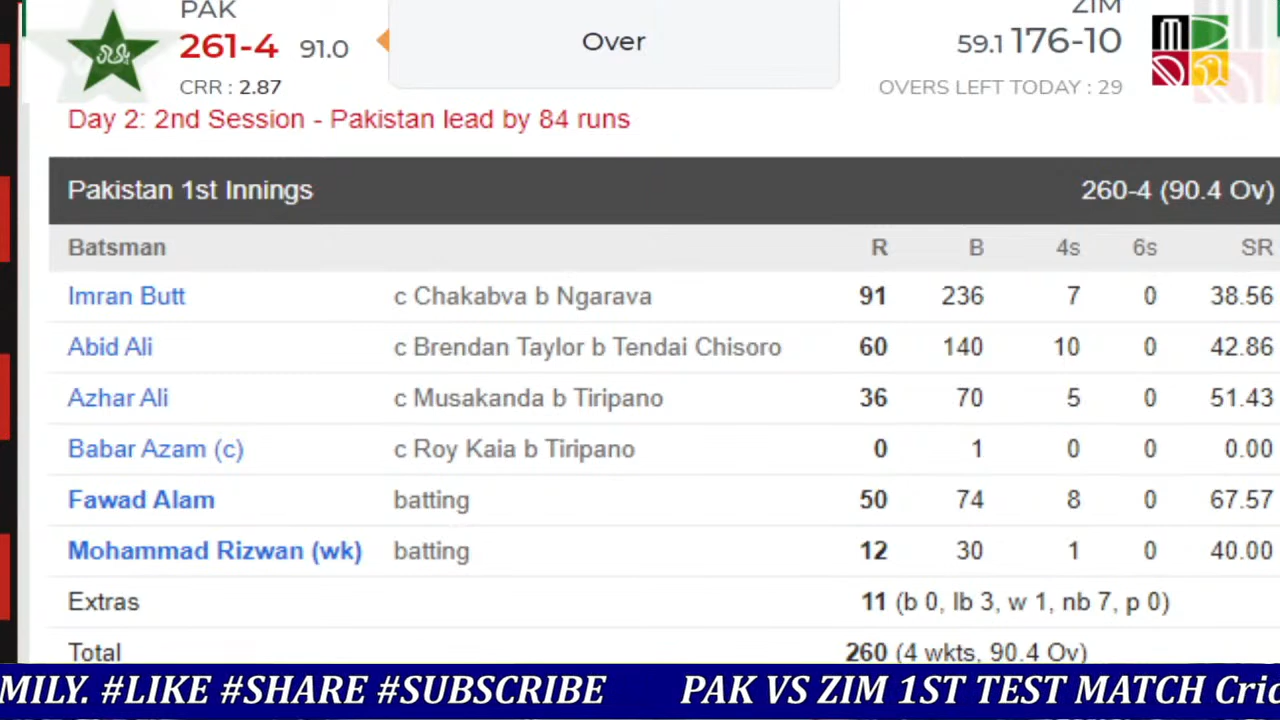 PAK
261-4 91.0
CRR : 2.87
Over
ZIM
59.1 176-10
OVERS LEFT TODAY : 29
Day 2: 2nd Session - Pakistan lead by 84 runs
Pakistan 1st Innings 260-4 (90.4 Ov)
Batsman R B 4s 6s SR
Imran Butt c Chakabva b Ngarava 91 236 7 0 38.56
Abid Ali c Brendan Taylor b Tendai Chisoro 60 140 10 0 42.86
Azhar Ali c Musakanda b Tiripano 36 70 5 0 51.43
Babar Azam (c) c Roy Kaia b Tiripano 0 1 0 0 0.00
Fawad Alam batting 50 74 8 0 67.57
Mohammad Rizwan (wk) batting 12 30 1 0 40.00
Extras 11 (b 0, lb 3, w 1, nb 7, p 0)
Total 260 (4 wkts, 90.4 Ov)
MILY. #LIKE #SHARE #SUBSCRIBE PAK VS ZIM 1ST TEST MATCH Cric